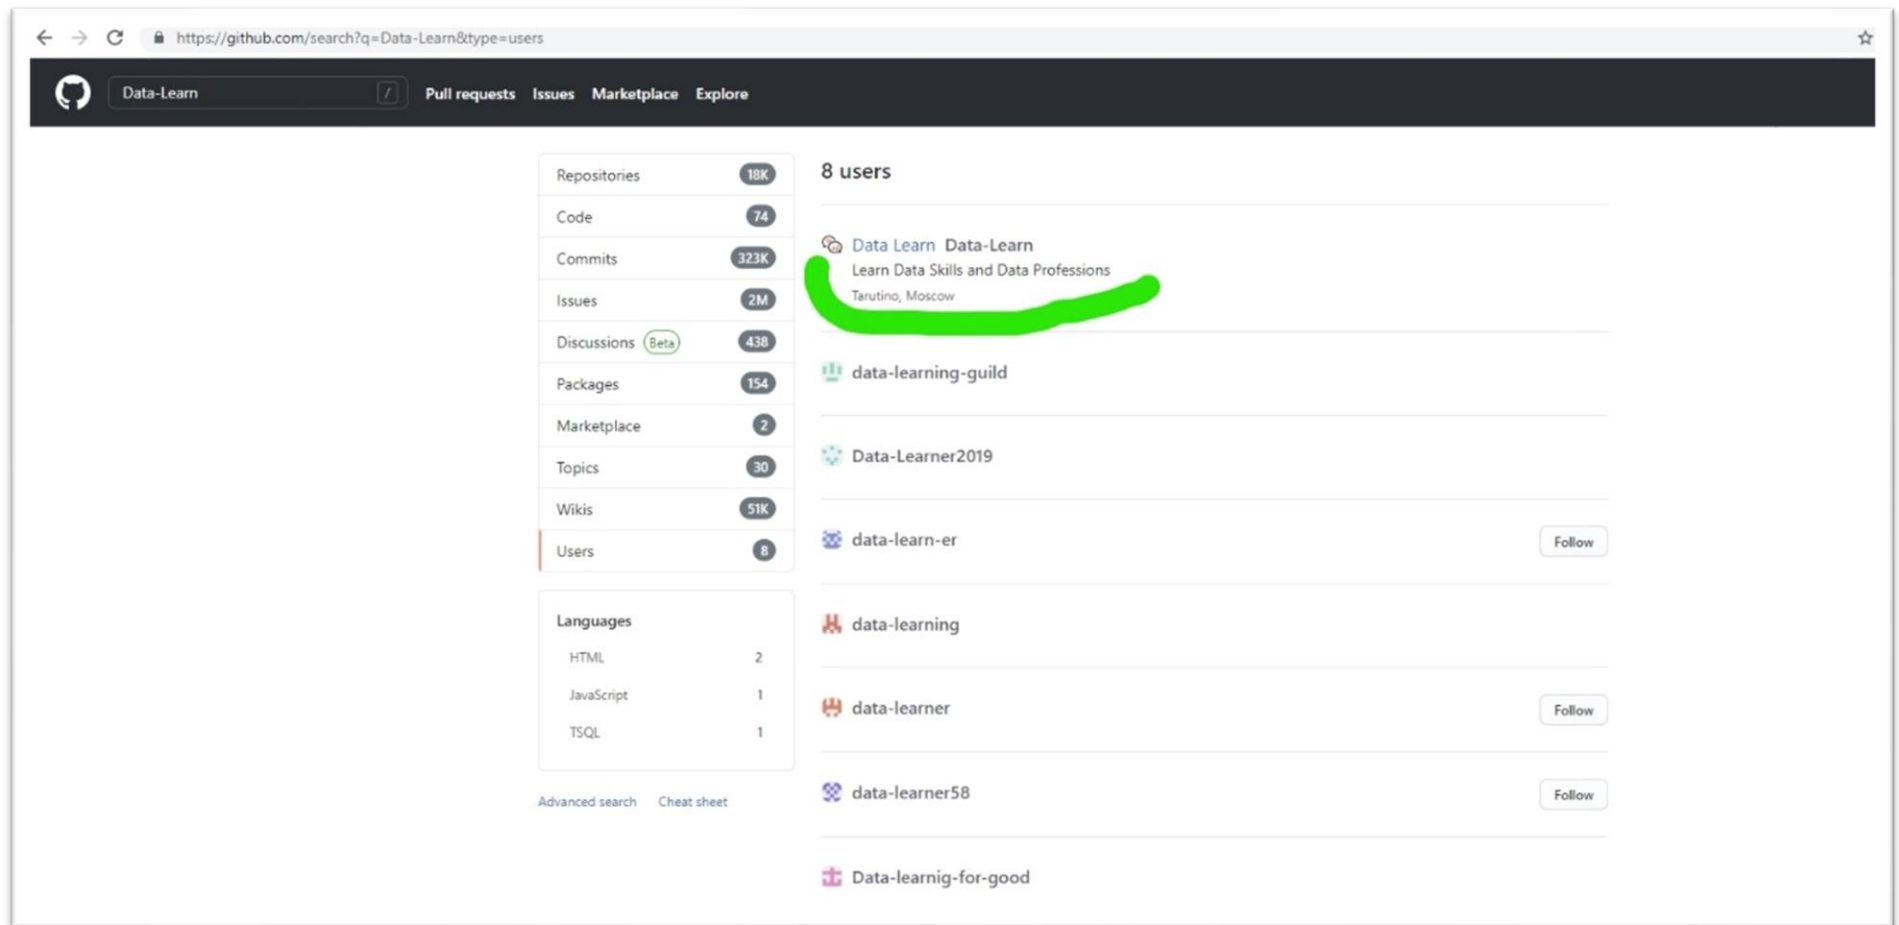 https://github.com/search?q=Data-Learn&type=users
Data-Learn / Pull requests Issues Marketplace Explore
Repositories 18K
Code 74
Commits 323K
Issues 2M
Discussions Beta 438
Packages 154
Marketplace 2
Topics 30
Wikis 51K
Users 8
Languages
HTML 2
JavaScript 1
TSQL 1
Advanced search Cheat sheet
8 users
Data Learn Data-Learn
Learn Data Skills and Data Professions
Tarutino, Moscow
data-learning-guild
Data-Learner2019
data-learn-er Follow
data-learning
data-learner Follow
data-learner58 Follow
Data-learnig-for-good